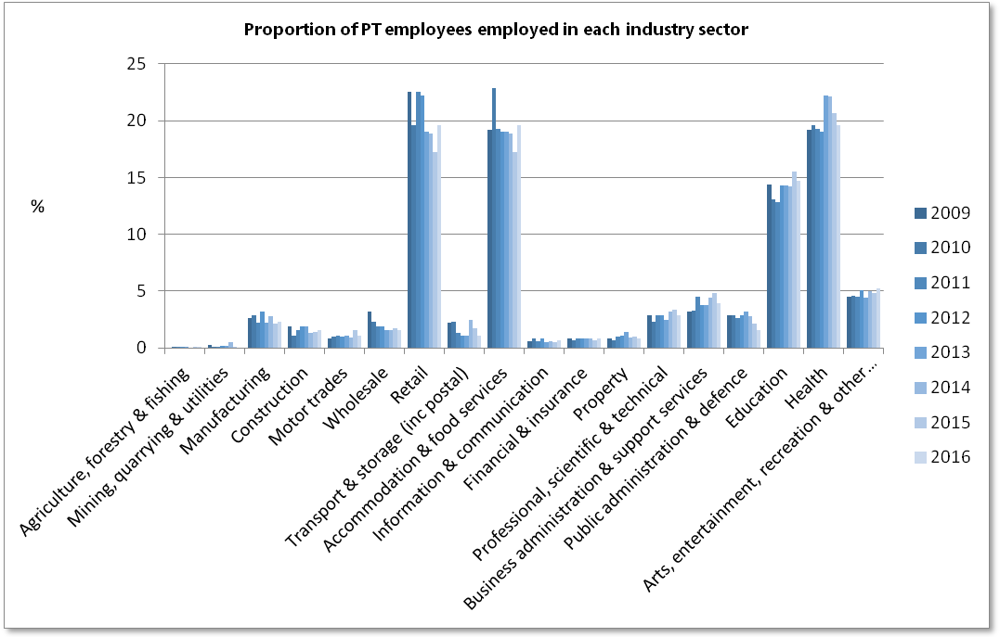 Proportion of PT employees employed in each industry sector
25
20
15
10
5
0
%
Agriculture, forestry & fishing
Mining, quarrying & utilities
Manufacturing
Construction
Motor trades
Wholesale
Retail
Transport & storage (inc postal)
Accommodation & food services
Information & communication
Financial & insurance
Property
Professional, scientific & technical
Business administration & support services
Public administration & defence
Education
Health
Arts, entertainment, recreation & other...
2009
2010
2011
2012
2013
2014
2015
2016